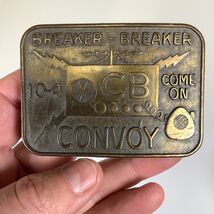 BREAKER - BREAKER
10-4 CB COME
ON
CONVOY